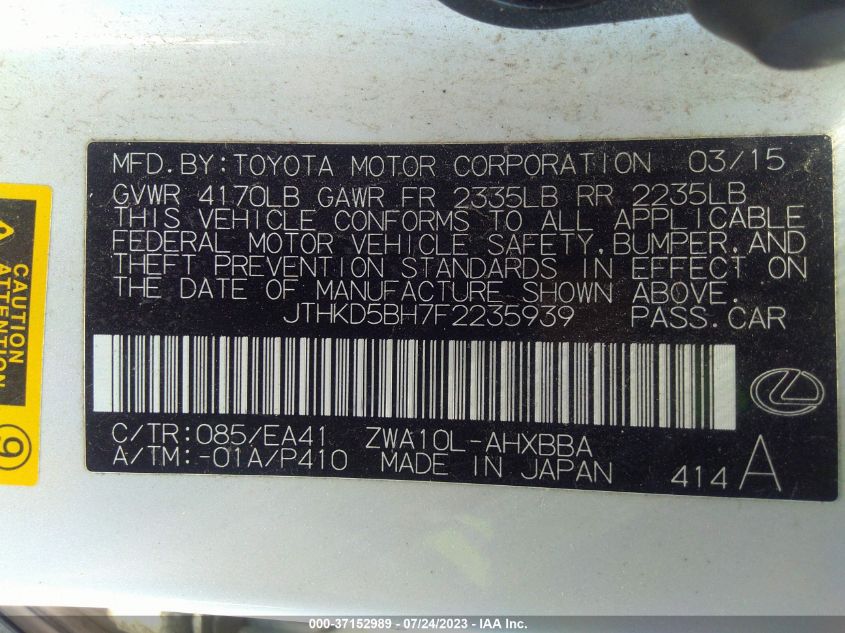 MFD.BY:TOYOTA MOTOR CORPORATION 03/15
GVWR 4170LB GAWR FR 2335LB RR 2235LB
THIS VEHICLE CONFORMS TO ALL APPLICABLE
FEDERAL MOTOR VEHICLE SAFETY,BUMPER,AND
THEFT PREVENTION STANDARDS IN EFFECT ON
THE DATE OF MANUFACTURE SHOWN ABOVE.
JTHKD5BH7F2235939 PASS.CAR
C/TR:085/EA41 ZWA10L-AHXBBA
A/TM:-01A/P410 MADE IN JAPAN 414A
CAUTION
ATTENTION
9
000-37152989 - 07/24/2023 - IAA Inc.